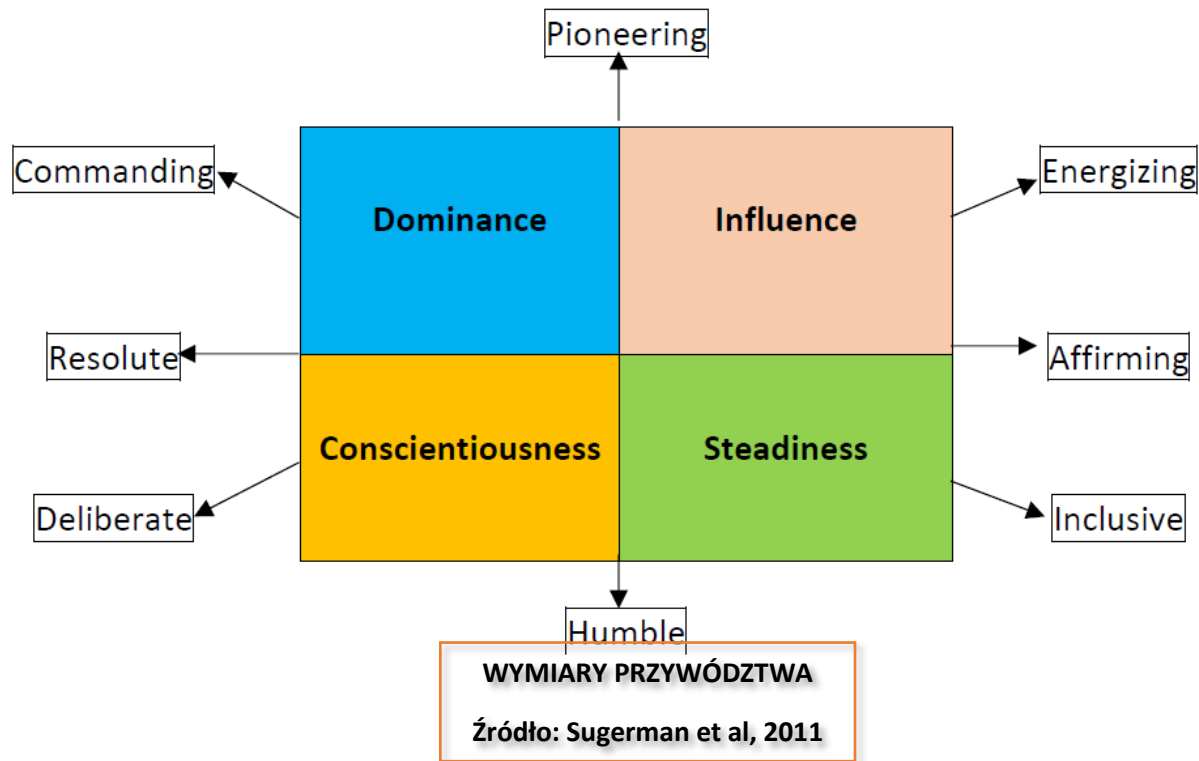 Pioneering
Commanding
Energizing
Dominance
Influence
Resolute
Affirming
Conscientiousness
Steadiness
Deliberate
Inclusive
Humble
WYMIARY PRZYWÓDZTWA
Źródło: Sugerman et al, 2011